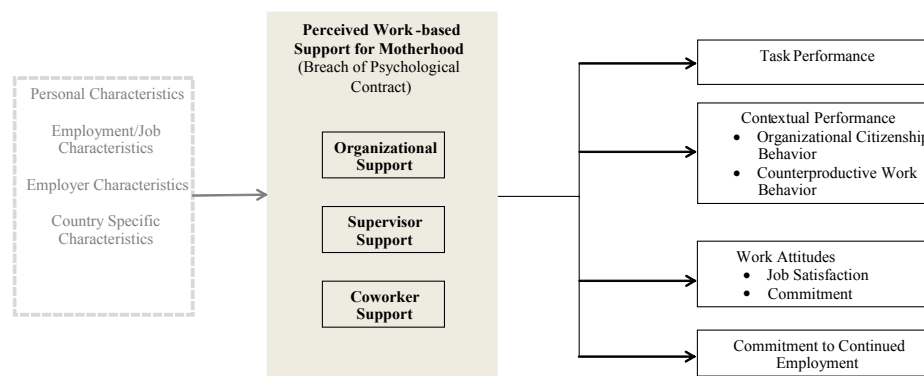 Personal Characteristics
Employment/Job
Characteristics
Employer Characteristics
Country Specific
Characteristics
Perceived Work-based
Support for Motherhood
(Breach of Psychological
Contract)
Organizational
Support
Supervisor
Support
Coworker
Support
Task Performance
Contextual Performance
• Organizational Citizenship
Behavior
• Counterproductive Work
Behavior
Work Attitudes
• Job Satisfaction
• Commitment
Commitment to Continued
Employment